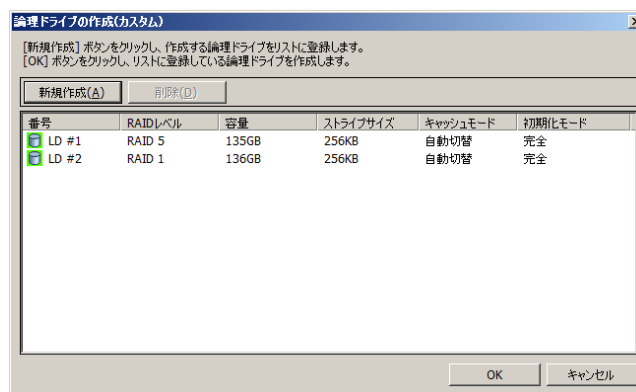 論理ドライブの作成(カスタム)
[新規作成] ボタンをクリックし、作成する論理ドライブをリストに登録します。
[OK] ボタンをクリックし、リストに登録している論理ドライブを作成します。
新規作成(A) 削除(D)
番号 RAIDレベル 容量 ストライプサイズ キャッシュモード 初期化モード
LD #1 RAID 5 135GB 256KB 自動切替 完全
LD #2 RAID 1 136GB 256KB 自動切替 完全
OK キャンセル